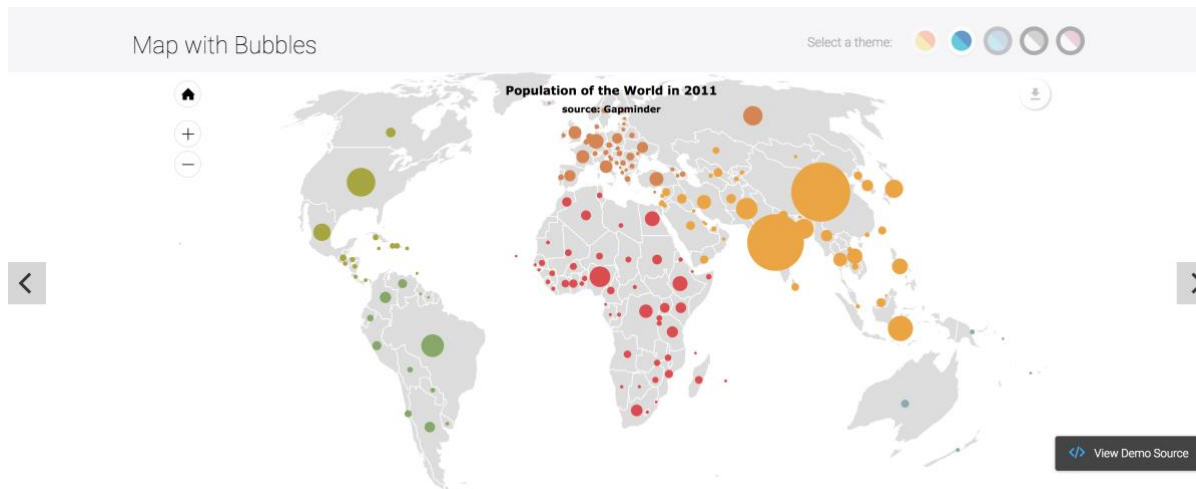 Map with Bubbles
Select a theme:
Population of the World in 2011
source: Gapminder
View Demo Source